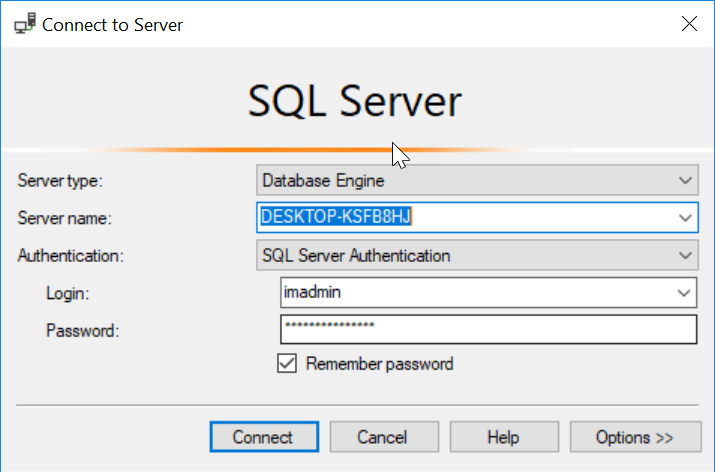 Connect to Server
SQL Server
Server type: Database Engine
Server name: DESKTOP-KSFB8HJ
Authentication: SQL Server Authentication
Login: imadmin
Password: ***************
Remember password
Connect Cancel Help Options >>